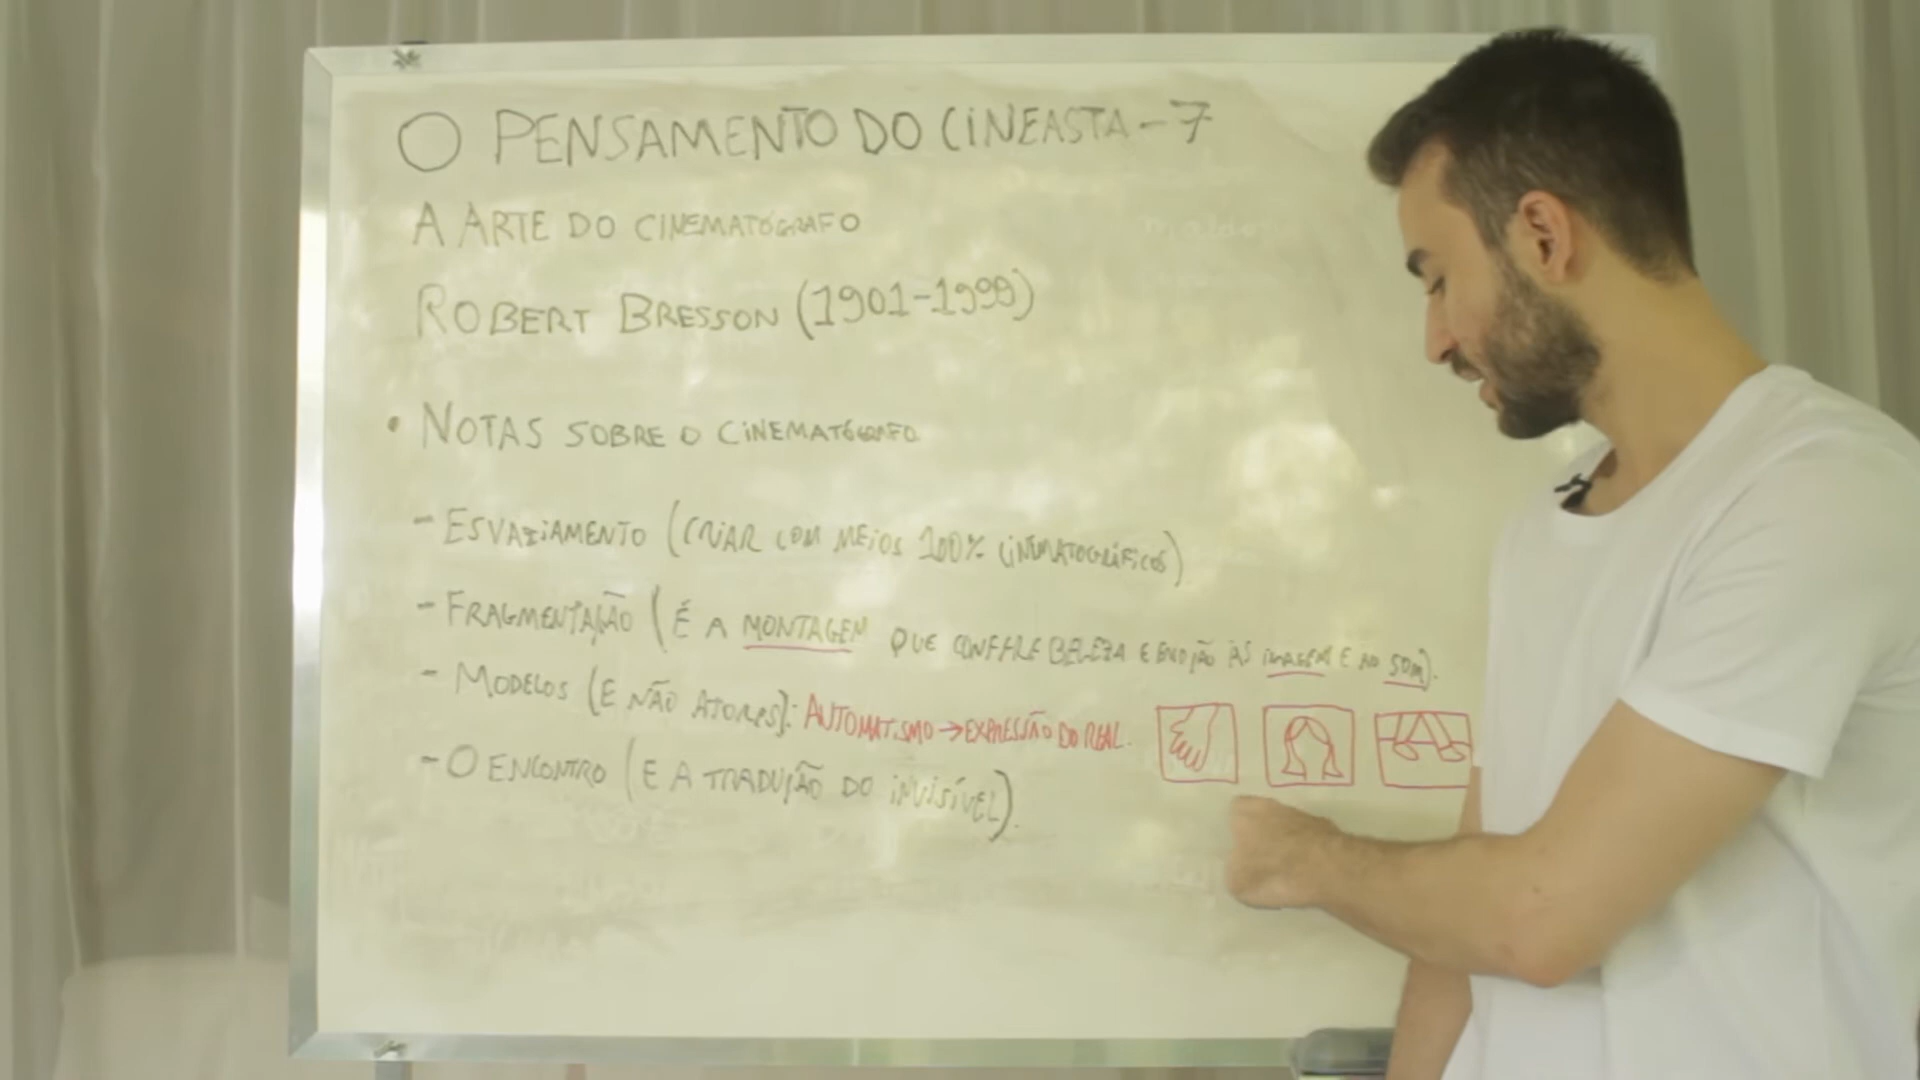 O PENSAMENTO DO CINEASTA - 7
A ARTE DO CINEMATÓGRAFO
ROBERT BRESSON (1901-1999)
• NOTAS SOBRE O CINEMATÓGRAFO
- ESVAZIAMENTO (CRIAR COM MEIOS 100% CINEMATOGRÁFICOS)
- FRAGMENTAÇÃO (É A MONTAGEM QUE CONFERE BELEZA E EMOÇÃO ÀS IMAGEM E AO SOM).
- MODELOS (E NÃO ATORES): AUTOMATISMO → EXPRESSÃO DO REAL.
- O ENCONTRO (E A TRADUÇÃO DO INVISÍVEL).